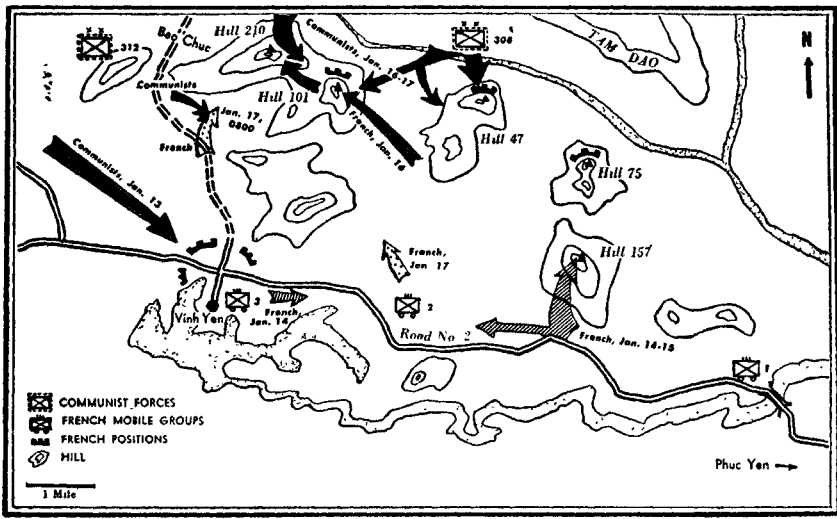 Bao Chuc
Hill 210
312
Communists, Jan. 16-17
308
TAM DAO
N
Communists
Jan. 17,
0800
French
Hill 101
French, Jan. 16
Hill 47
Hill 75
Communists, Jan. 13
Hill 157
French,
Jan 17
3
Vinh Yen
French,
Jan. 14
2
Road No. 2
French, Jan. 14-15
1
COMMUNIST FORCES
FRENCH MOBILE GROUPS
FRENCH POSITIONS
HILL
1 Mile
Phuc Yen